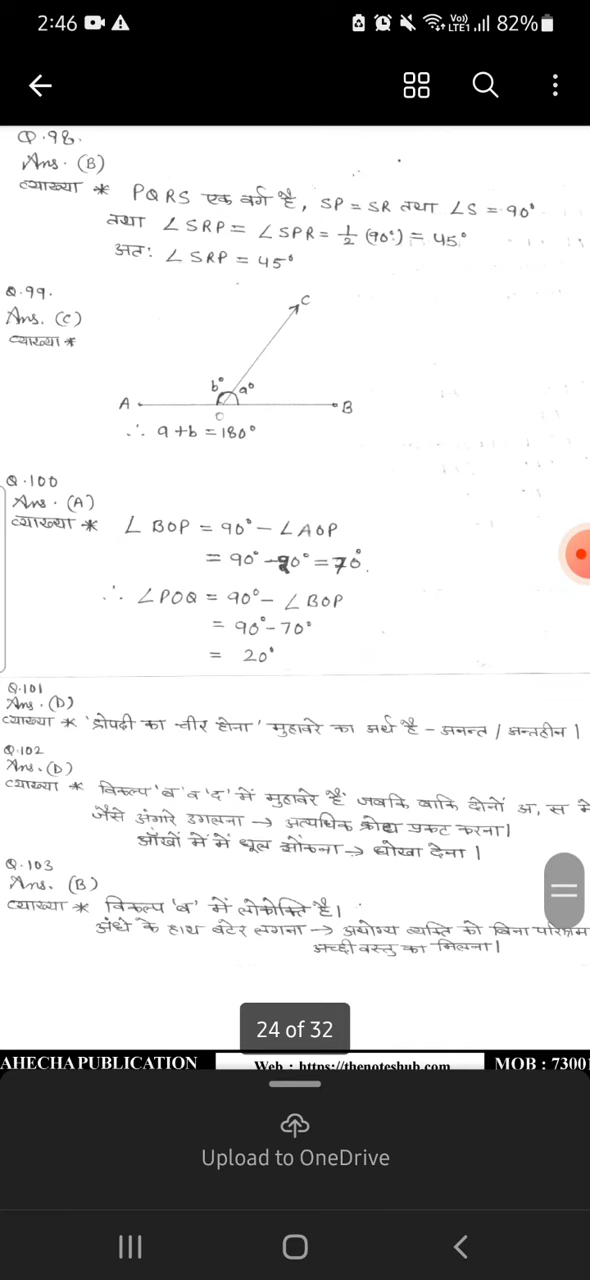 2:46
Vo)) LTE1 82%
Q.98.
Ans. (B)
व्याख्या * PQRS एक वर्ग है, SP = SR तथा ∠S = 90°
तथा ∠SRP = ∠SPR = 1/2 (90°) = 45°
अतः ∠SRP = 45°
Q.99.
Ans. (C)
व्याख्या *
C
b° a°
A B
O
∴ a+b = 180°
Q.100
Ans. (A)
व्याख्या * ∠BOP = 90° - ∠AOP
= 90° - 20° = 70°.
∴ ∠POQ = 90° - ∠BOP
= 90° - 70°
= 20°
Q.101
Ans. (D)
व्याख्या * 'द्रोपदी का चीर होना' मुहावरे का अर्थ है - अनन्त / अन्तहीन।
Q.102
Ans. (D)
व्याख्या * विकल्प 'ब' व 'द' में मुहावरे हैं जबकि बाकि दोनों अ, स मे
जैसे अंगारे उगलना → अत्यधिक क्रोध प्रकट करना।
आँखों में में धूल झोंकना → धोखा देना।
Q.103
Ans. (B)
व्याख्या * विकल्प 'ब' में लोकोक्ति है।
अंधे के हाथ बटेर लगना → अयोग्य व्यक्ति को बिना परिश्रम
अच्छी वस्तु का मिलना।
24 of 32
AHECHA PUBLICATION Web : https://thenoteshub.com MOB : 73001
Upload to OneDrive